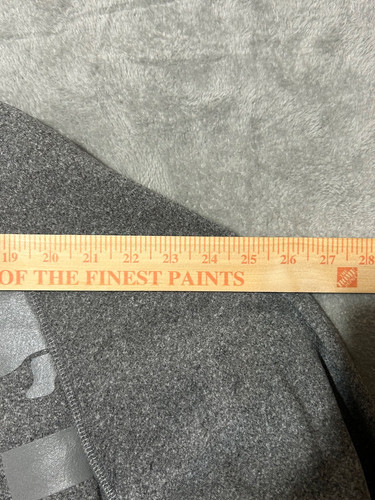 19 20 21 22 23 24 25 26 27 28
OF THE FINEST PAINTS